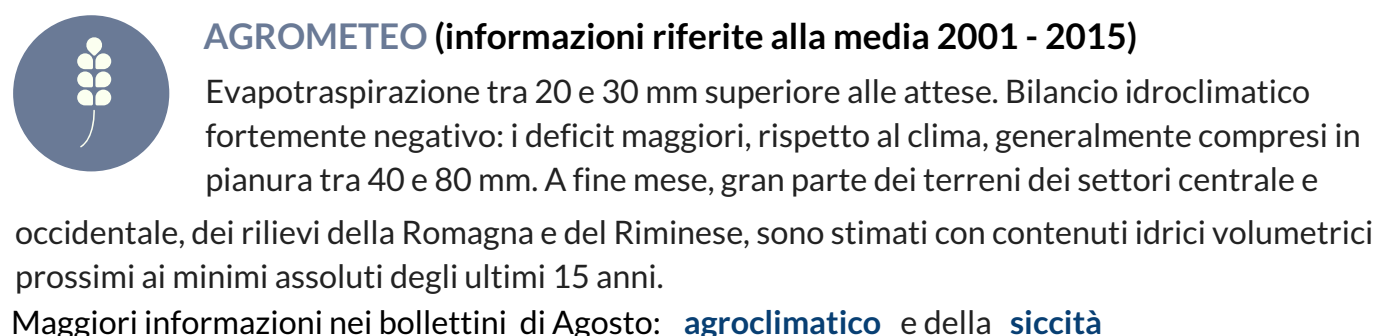 AGROMETEO (informazioni riferite alla media 2001 - 2015)
Evapotraspirazione tra 20 e 30 mm superiore alle attese. Bilancio idroclimatico
fortemente negativo: i deficit maggiori, rispetto al clima, generalmente compresi in
pianura tra 40 e 80 mm. A fine mese, gran parte dei terreni dei settori centrale e
occidentale, dei rilievi della Romagna e del Riminese, sono stimati con contenuti idrici volumetrici
prossimi ai minimi assoluti degli ultimi 15 anni.
Maggiori informazioni nei bollettini di Agosto: agroclimatico e della siccità